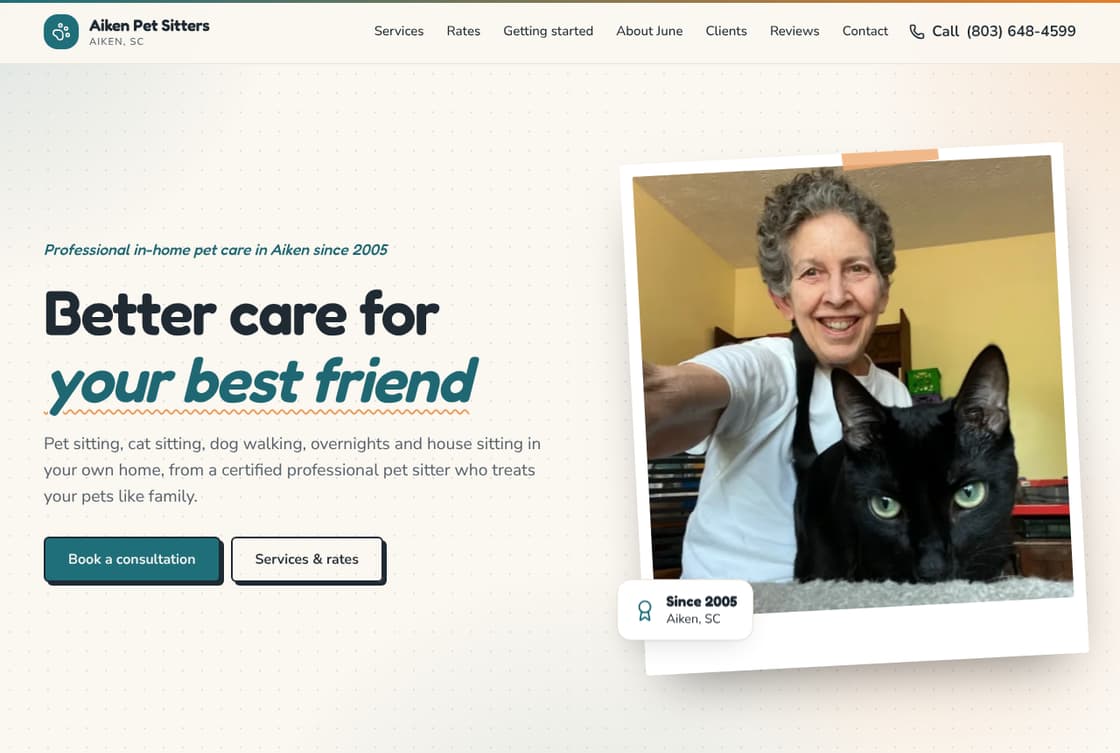 Aiken Pet Sitters
AIKEN, SC
Services
Rates
Getting started
About June
Clients
Reviews
Contact
Call (803) 648-4599
Professional in-home pet care in Aiken since 2005
Better care for
your best friend
Pet sitting, cat sitting, dog walking, overnights and house sitting in
your own home, from a certified professional pet sitter who treats
your pets like family.
Book a consultation
Services & rates
Since 2005
Aiken, SC